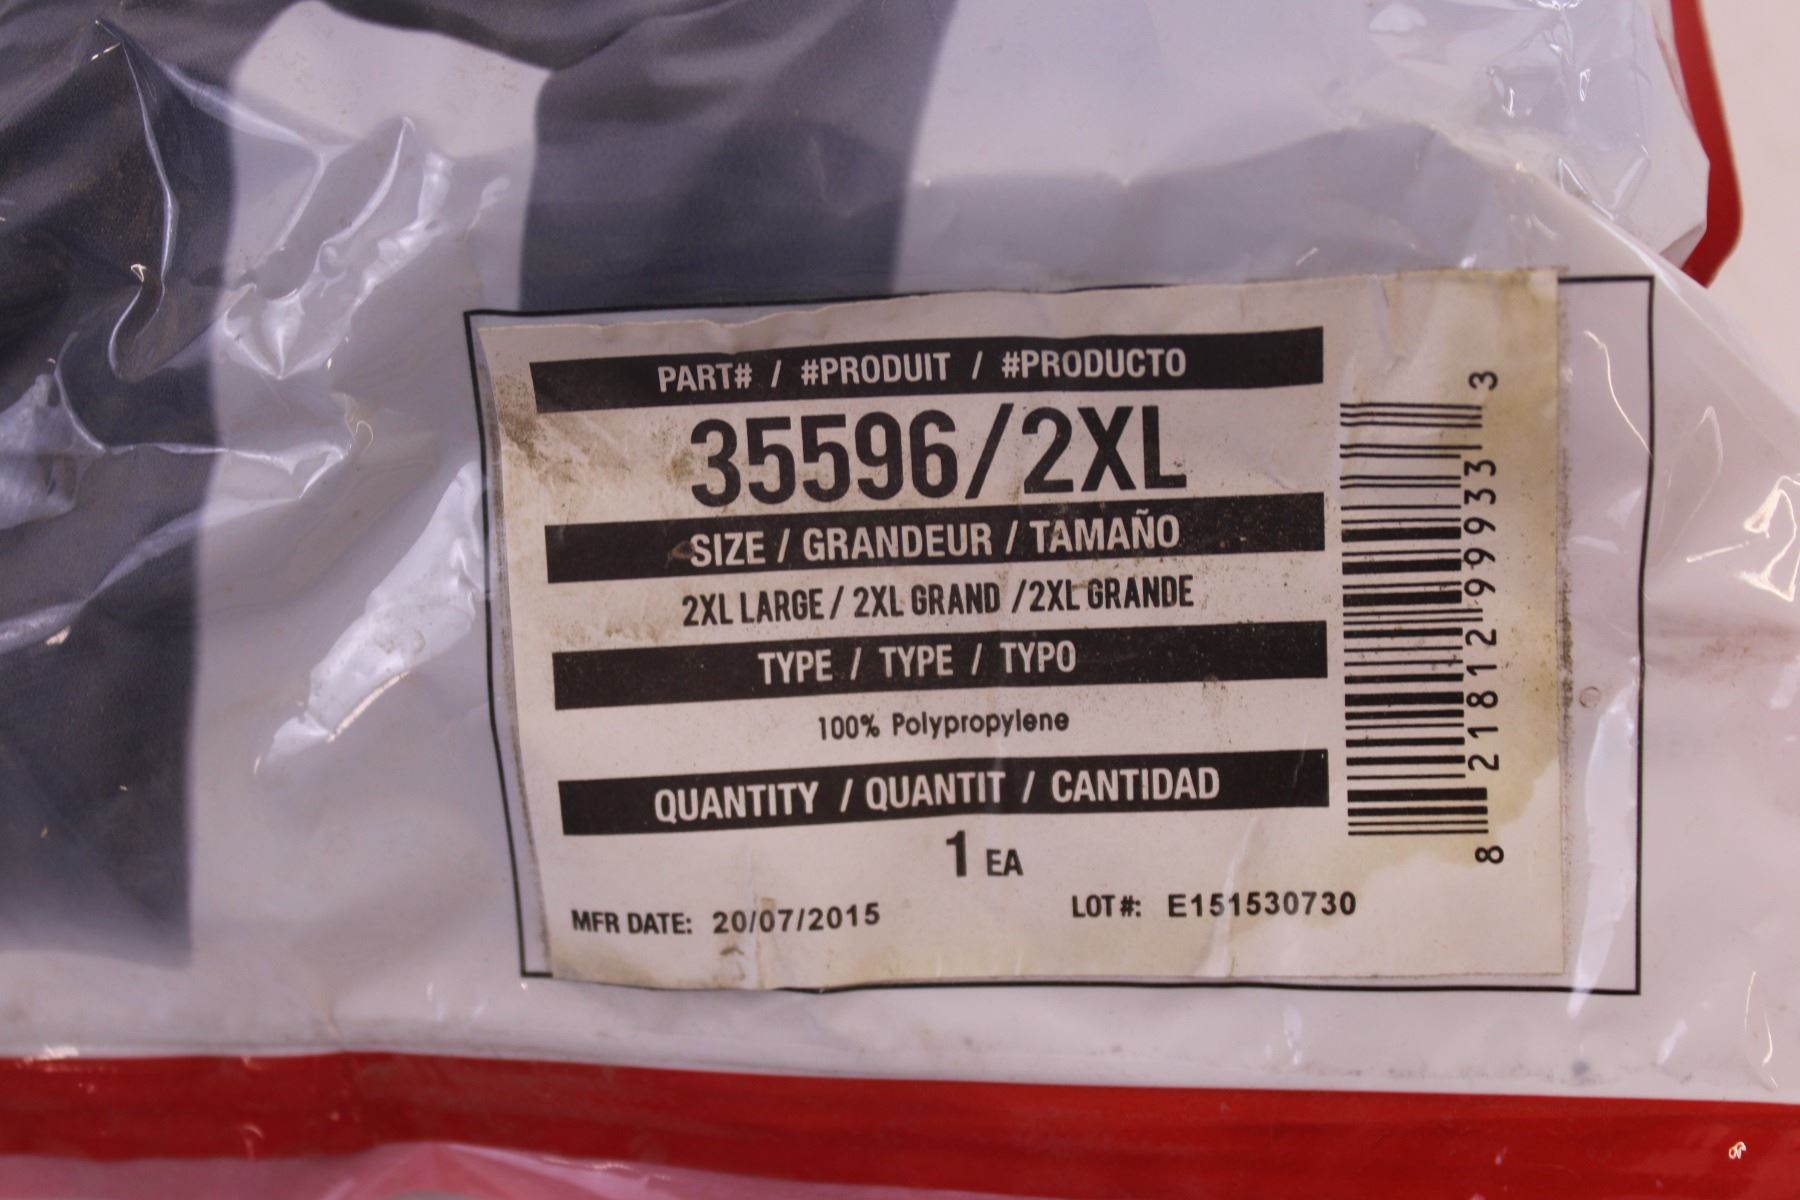 PART# / #PRODUIT / #PRODUCTO
35596/2XL
SIZE / GRANDEUR / TAMAÑO
2XL LARGE / 2XL GRAND /2XL GRANDE
TYPE / TYPE / TYPO
100% Polypropylene
QUANTITY / QUANTIT / CANTIDAD
1 EA
MFR DATE: 20/07/2015 LOT#: E151530730
8 21812 99933 3